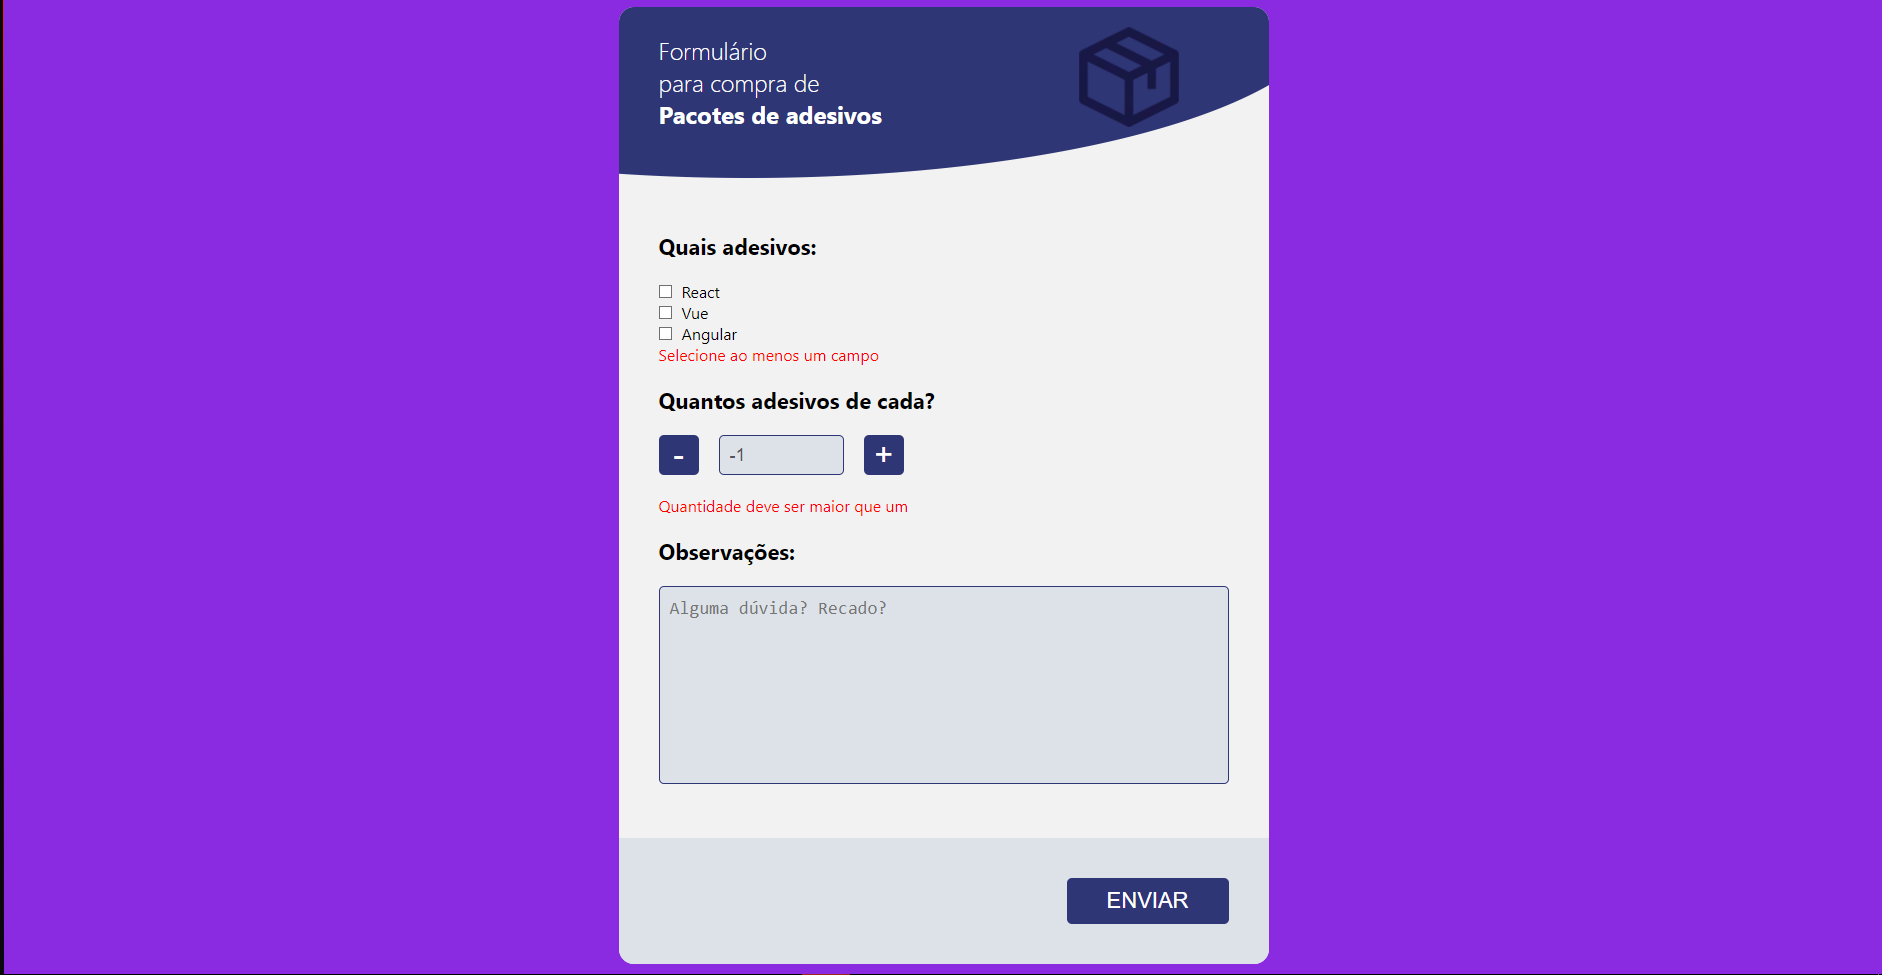 Formulário
para compra de
Pacotes de adesivos
Quais adesivos:
React
Vue
Angular
Selecione ao menos um campo
Quantos adesivos de cada?
- -1 +
Quantidade deve ser maior que um
Observações:
Alguma dúvida? Recado?
ENVIAR